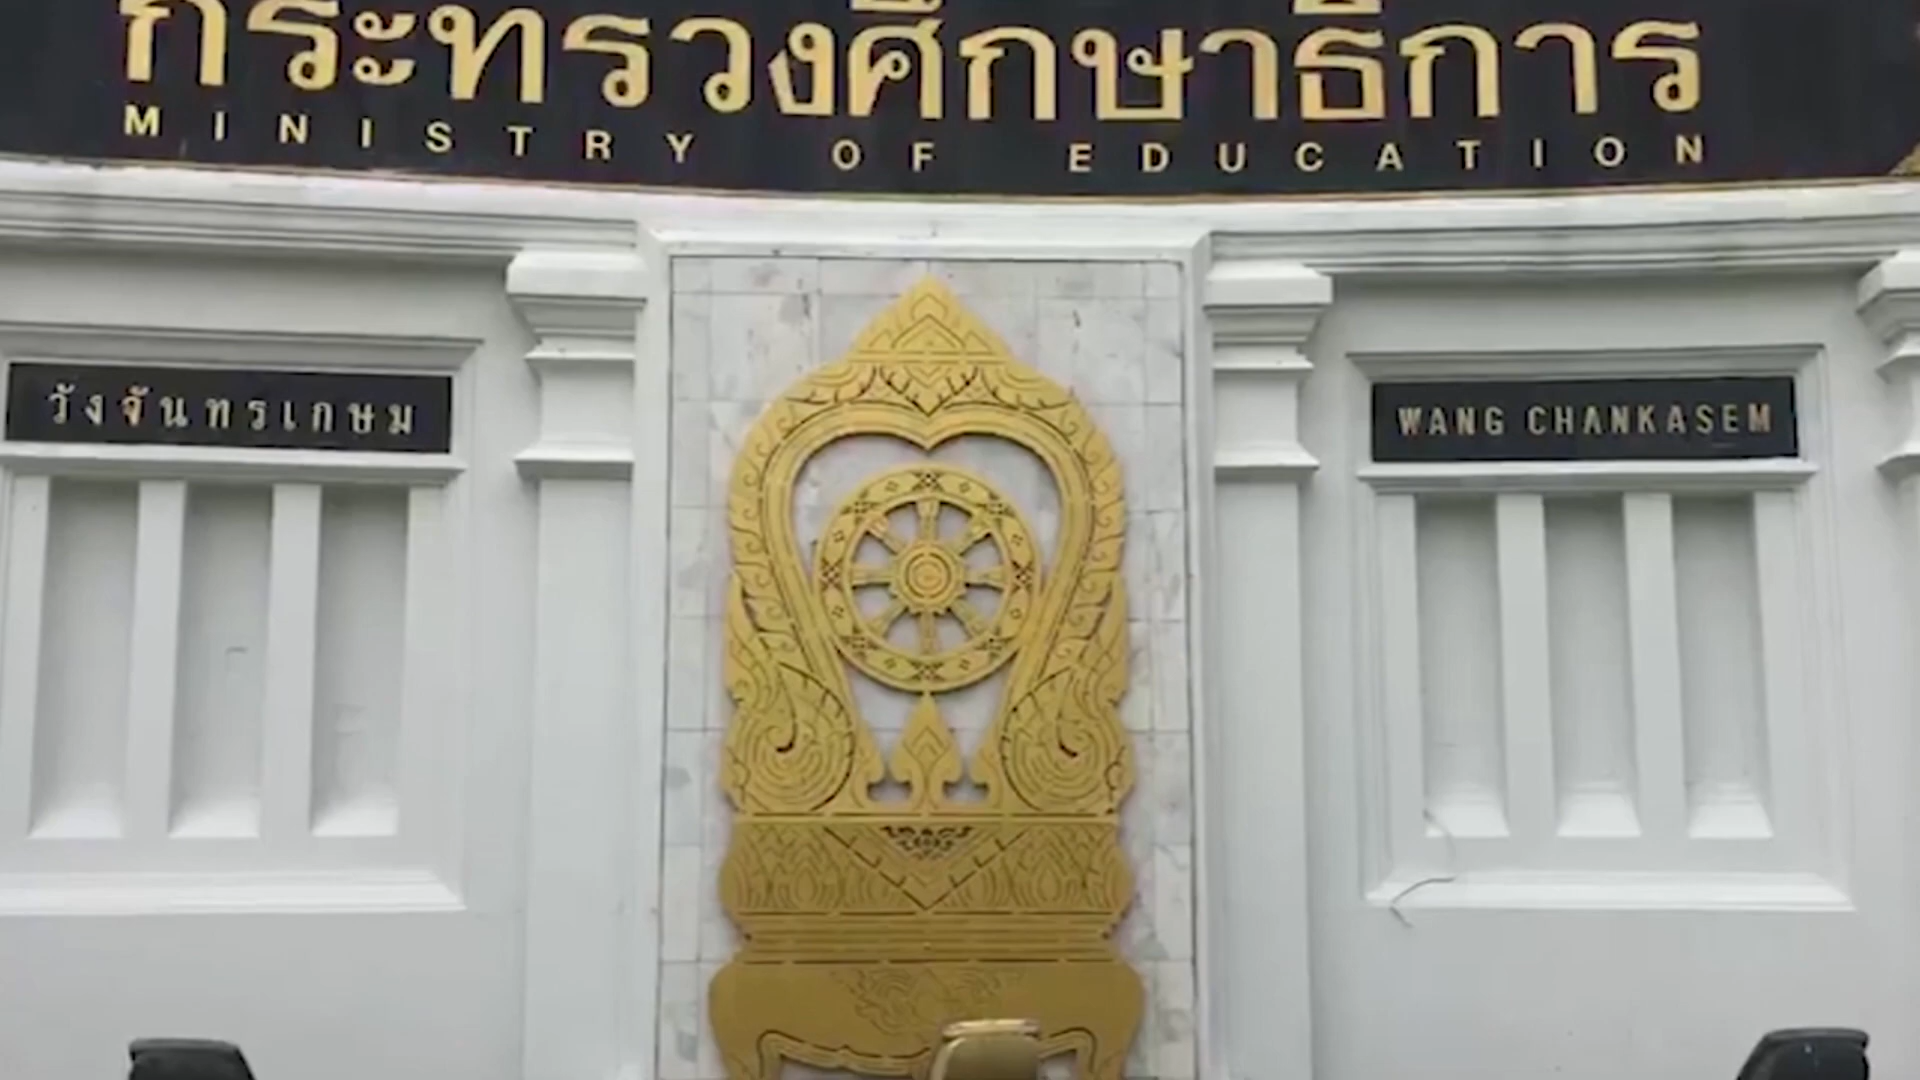 กระทรวงศึกษาธิการ
MINISTRY OF EDUCATION
วังจันทรเกษม
WANG CHANKASEM